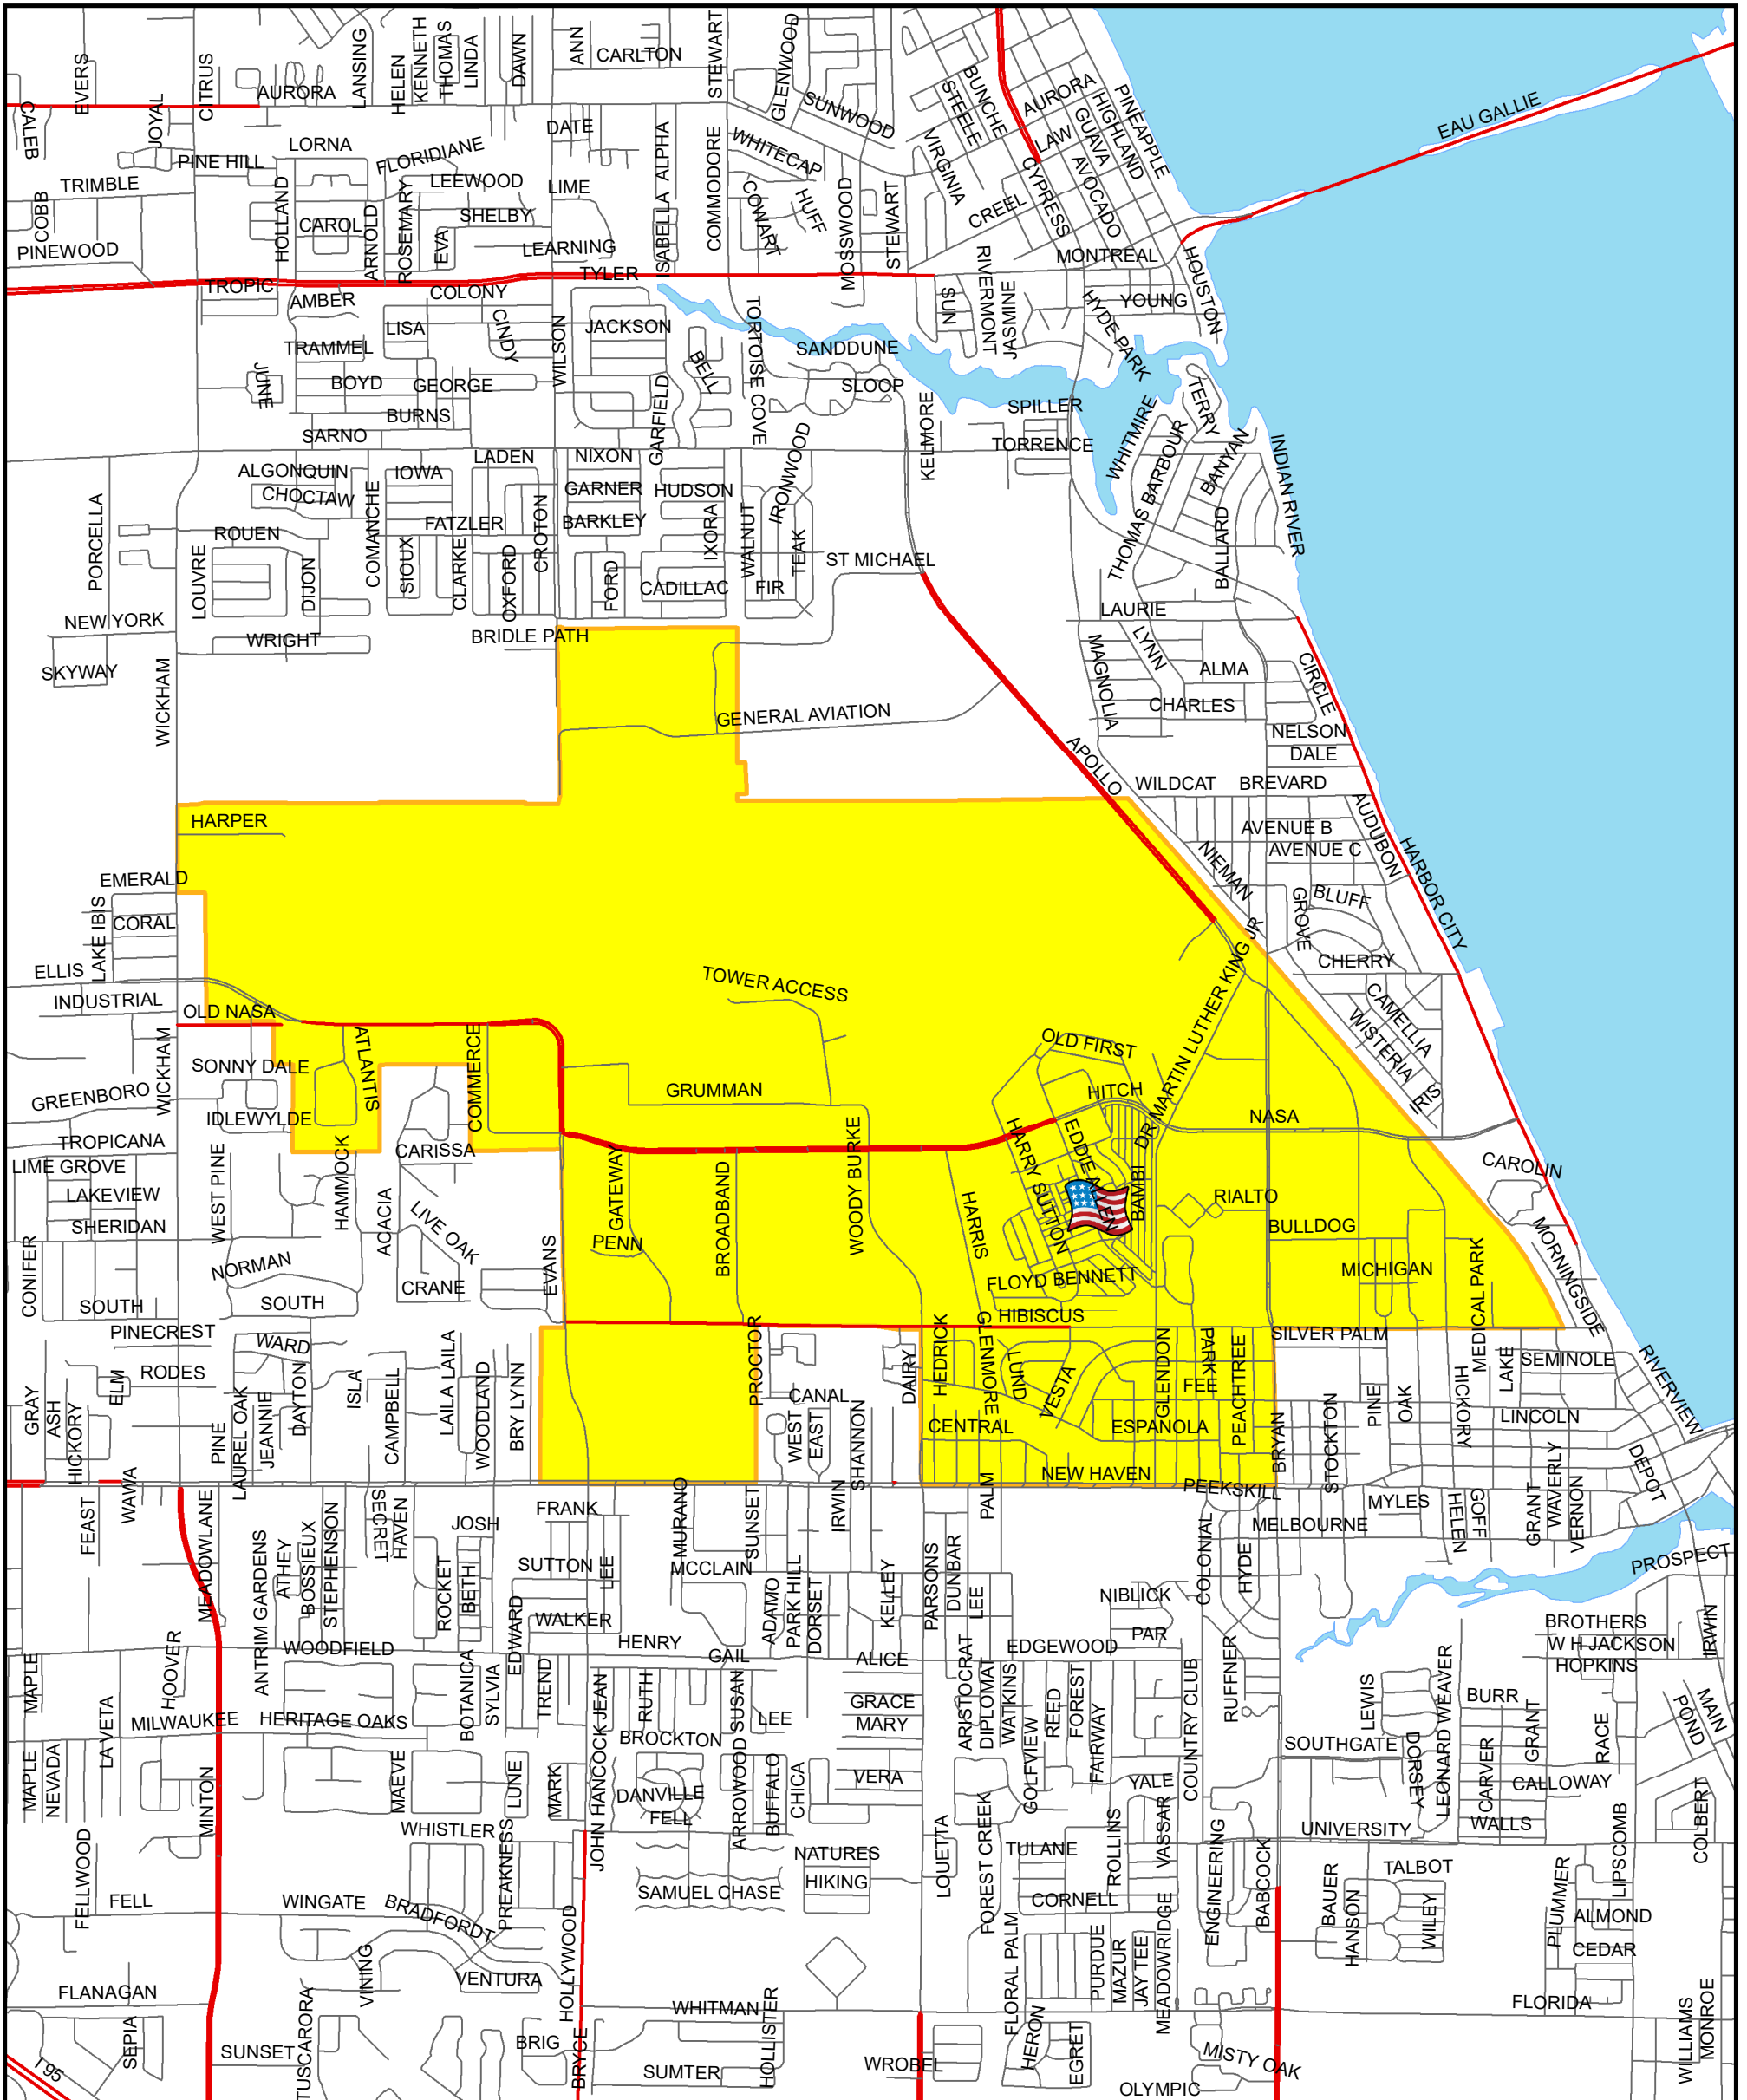 EVERS
CITRUS
LANSING
HELEN
KENNETH
THOMAS
LINDA
DAWN
ANN
CARLTON
STEWART
GLENWOOD
CALEB
JOYAL
AURORA
SUNWOOD
STEELE
BUNCHE
AURORA
PINEAPPLE
HIGHLAND
GUAVA
LAW
EAU GALLIE
DATE
PINE HILL
LORNA
FLORIDIANE
ALPHA
ISABELLA
COMMODORE
WHITECAP
VIRGINIA
AVOCADO
CYPRESS
TRIMBLE
COBB
HOLLAND
CAROL
ARNOLD
ROSEMARY
LEEWOOD
LIME
SHELBY
EVA
LEARNING
COWART
HUFF
MOSSWOOD
STEWART
CREEL
PINEWOOD
MONTREAL
HOUSTON
TROPIC
TYLER
AMBER
COLONY
LISA
CINDY
TRAMMEL
WILSON
JACKSON
TORTOISE COVE
SUN
RIVERMONT
JASMINE
HYDE PARK
YOUNG
SANDDUNE
JUNE
BOYD
GEORGE
BELL
SLOOP
BURNS
SARNO
GARFIELD
KELMORE
SPILLER
TORRENCE
WHITMIRE
TERRY
BARBOUR
BANYAN
INDIAN RIVER
ALGONQUIN
CHOCTAW
IOWA
LADEN
NIXON
GARNER
HUDSON
IRONWOOD
PORCELLA
COMANCHE
FATZLER
CROTON
BARKLEY
IXORA
WALNUT
TEAK
THOMAS
BALLARD
ROUEN
LOUVRE
DIJON
SIOUX
CLARKE
OXFORD
FORD
CADILLAC
FIR
ST MICHAEL
NEW YORK
WRIGHT
BRIDLE PATH
LAURIE
LYNN
MAGNOLIA
SKYWAY
WICKHAM
ALMA
CHARLES
CIRCLE
GENERAL AVIATION
APOLLO
NELSON
DALE
WILDCAT
BREVARD
HARPER
AVENUE B
AVENUE C
AUDUBON
NIEMAN
HARBOR CITY
EMERALD
LAKE IBIS
CORAL
GROVE
BLUFF
CHERRY
ELLIS
INDUSTRIAL
OLD NASA
TOWER ACCESS
DR MARTIN LUTHER KING JR
CAMELLIA
WISTERIA
IRIS
SONNY DALE
ATLANTIS
COMMERCE
OLD FIRST
GREENBORO
WICKHAM
IDLEWYLDE
GRUMMAN
HITCH
NASA
TROPICANA
LIME GROVE
HAMMOCK
CARISSA
WOODY BURKE
HARRY SUTTON
EDDIE ALLEN
BAMBI
CAROLIN
LAKEVIEW
SHERIDAN
WEST PINE
ACACIA
LIVE OAK
GATEWAY
PENN
BROADBAND
HARRIS
RIALTO
BULLDOG
MORNINGSIDE
CONIFER
NORMAN
CRANE
EVANS
FLOYD BENNETT
MICHIGAN
MEDICAL PARK
SOUTH
SOUTH
HIBISCUS
PINECREST
WARD
PROCTOR
HEDRICK
GLENMORE
SILVER PALM
RODES
ELM
DAYTON
ISLA
CAMPBELL
LAILA LAILA
WOODLAND
BRY LYNN
DAIRY
LUND
VESTA
GLENDON
PARK
FEE
PEACHTREE
LAKE
SEMINOLE
RIVERVIEW
GRAY
ASH
HICKORY
PINE
LAUREL OAK
JEANNE
CANAL
WEST
EAST
SHANNON
CENTRAL
ESPANOLA
BRYAN
STOCKTON
PINE
OAK
HICKORY
LINCOLN
WAWA
NEW HAVEN
PEEKSKILL
DEPOT
FEAST
MEADOWLANE
ANTRIM GARDENS
ATHEY
BOSSIEUX
STEPHENSON
SECRET
HAVEN
JOSH
FRANK
MURANO
SUNSET
IRWIN
PALM
MYLES
HELEN
GOFF
GRANT
WAVERLY
VERNON
MELBOURNE
ROCKET
BETH
SUTTON
LEE
MCCLAIN
ADAMO
PARK HILL
DORSET
KELLEY
PARSONS
DUNBAR
LEE
NIBLICK
COLONIAL
HYDE
PROSPECT
HOOVER
WOODFIELD
EDWARD
WALKER
HENRY
GAIL
ALICE
EDGEWOOD
PAR
RUFFNER
BROTHERS
W H JACKSON
HOPKINS
IRWIN
MAPLE
LAVETA
MILWAUKEE
HERITAGE OAKS
BOTANICA
SYLVIA
TREND
JEAN
RUTH
SUSAN
LEE
GRACE
MARY
ARISTOCRAT
DIPLOMAT
WATKINS
REED
FOREST
FAIRWAY
COUNTRY CLUB
LEWIS
LEONARD WEAVER
BURR
GRANT
RACE
POND
MAIN
BROCKTON
SOUTHGATE
DORSEY
MAPLE
NEVADA
MINTON
MAEVE
LUNE
MARK
JOHN HANCOCK
DANVILLE
FELL
ARROWOOD
BUFFALO
CHICA
VERA
GOLFVIEW
YALE
CARVER
CALLOWAY
COLBERT
WHISTLER
PREAKNESS
NATURES
HIKING
LOUETTA
FOREST CREEK
TULANE
ROLLINS
VASSAR
ENGINEERING
BABCOCK
UNIVERSITY
WALLS
LIPSCOMB
FELLWOOD
FELL
WINGATE
BRADFORDT
SAMUEL CHASE
CORNELL
BAUER
HANSON
TALBOT
WILEY
PLUMMER
ALMOND
CEDAR
VINING
VENTURA
HOLLYWOOD
FLORAL PALM
PURDUE
MAZUR
JAY TEE
MEADOWRIDGE
FLANAGAN
SEPIA
SUNSET
TUSCARORA
BRIG
BRYCE
WHITMAN
SUMTER
HOLLISTER
WROBEL
HERON
EGRET
MISTY OAK
OLYMPIC
FLORIDA
WILLIAMS
MONROE
I 95